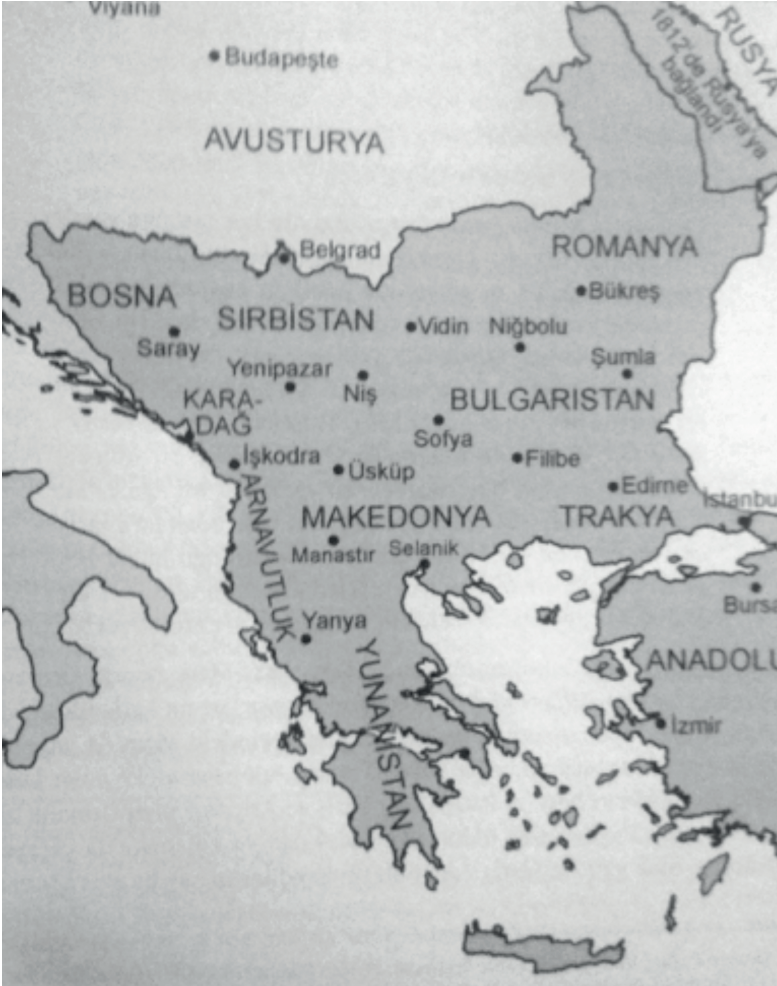 Viyana
Budapeşte
AVUSTURYA
RUSYA
1812'de Rusya'ya
bağlandı
Belgrad
ROMANYA
BOSNA
Bükreş
SIRBİSTAN
Vidin
Niğbolu
Saray
Şumla
Yenipazar
Niş
KARA-
DAĞ
BULGARISTAN
Sofya
İşkodra
Üsküp
Filibe
Edirne
İstanbu
MAKEDONYA
TRAKYA
ARNAVUTLUK
Manastır
Selanik
Bursa
Yanya
YUNANİSTAN
ANADOLU
İzmir